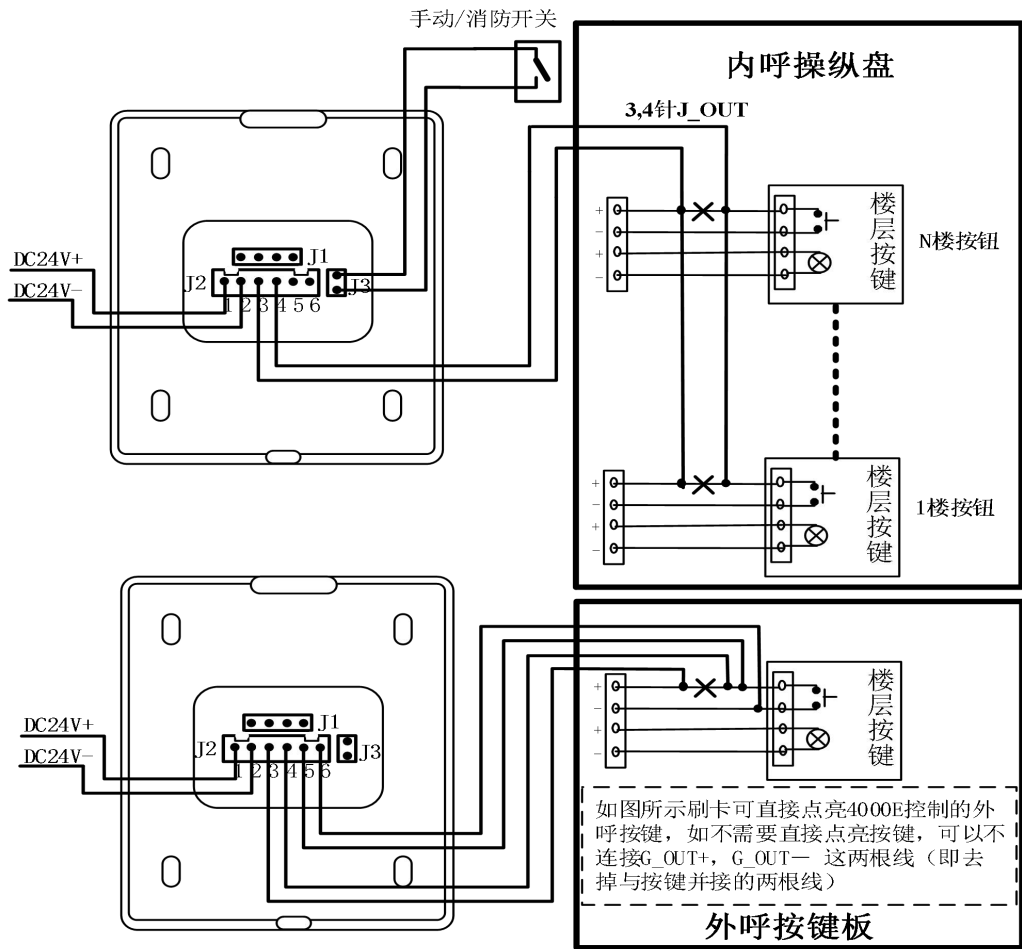 手动/消防开关
内呼操纵盘
3,4针J_OUT
+
−
+
−
楼层按键
N楼按钮
DC24V+
DC24V−
J1
J2
J3
1 2 3 4 5 6
+
−
+
−
楼层按键
1楼按钮
DC24V+
DC24V−
J1
J2
J3
1 2 3 4 5 6
+
−
+
−
楼层按键
如图所示刷卡可直接点亮4000E控制的外
呼按键，如不需要直接点亮按键，可以不
连接G_OUT+，G_OUT− 这两根线（即去
掉与按键并接的两根线）
外呼按键板